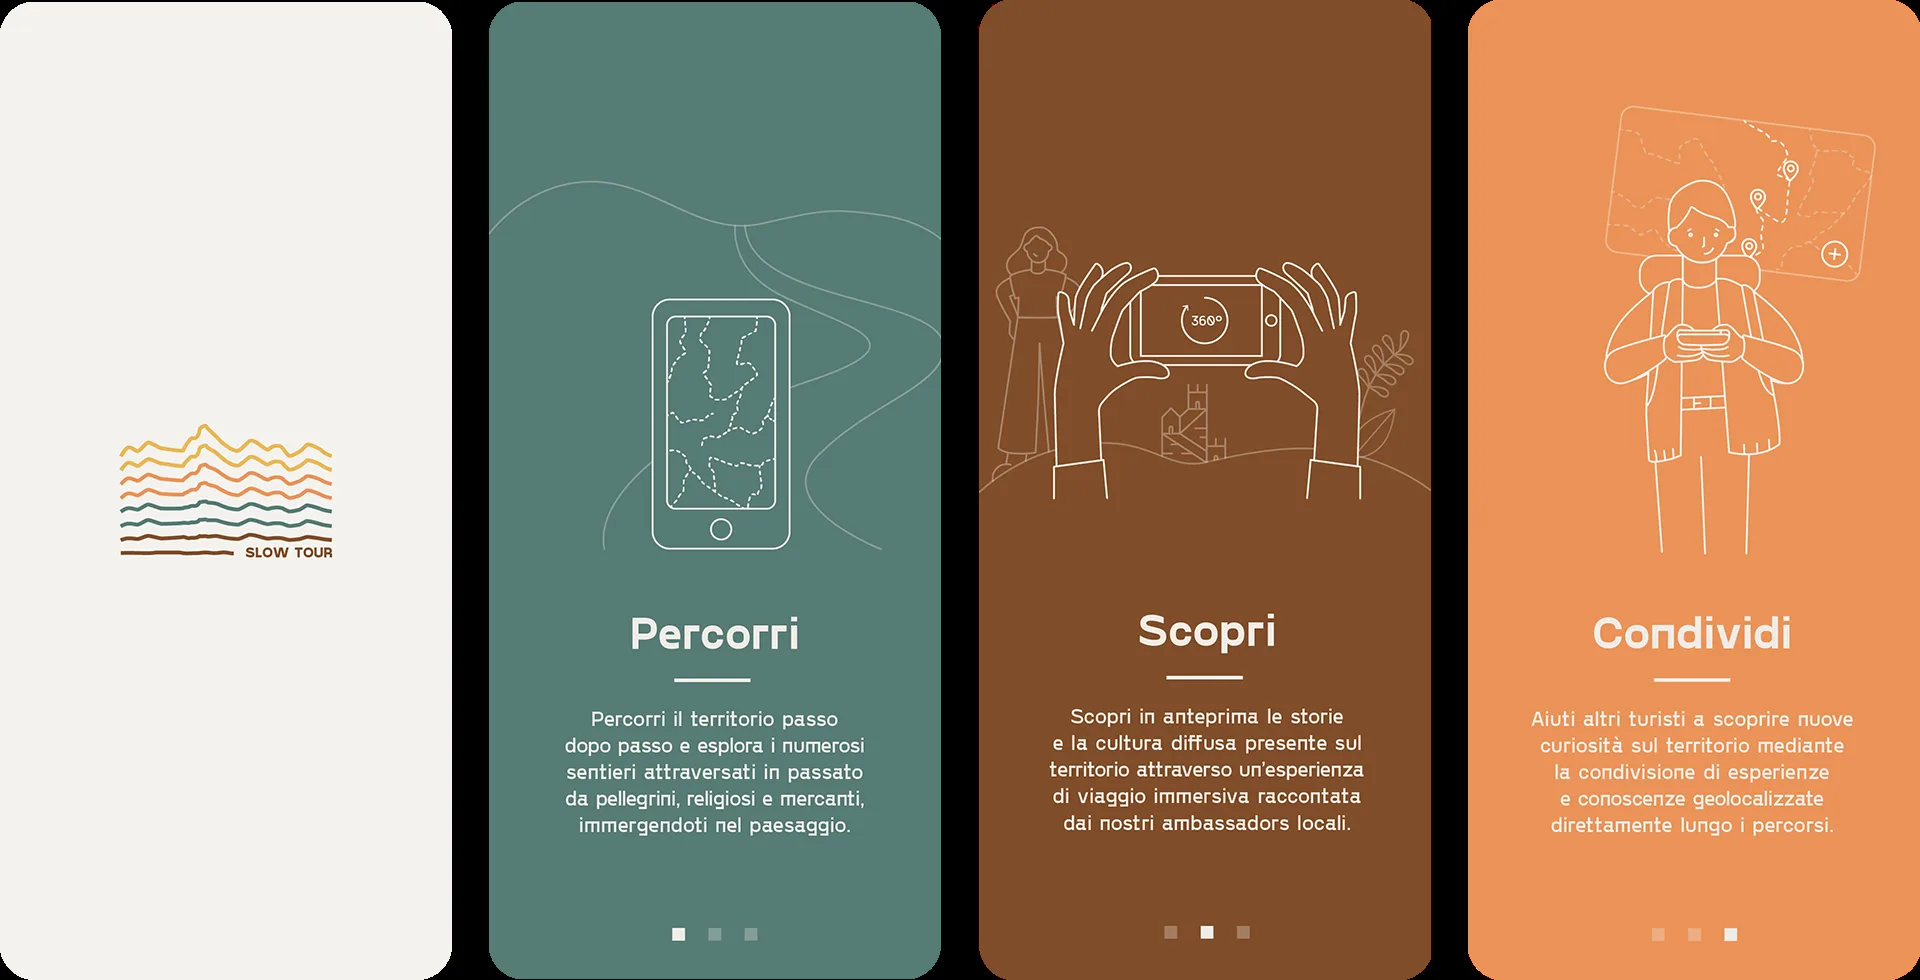 SLOW TOUR
Percorri
Percorri il territorio passo
dopo passo e esplora i numerosi
sentieri attraversati in passato
da pellegrini, religiosi e mercanti,
immergendoti nel paesaggio.
360°
Scopri
Scopri in anteprima le storie
e la cultura diffusa presente sul
territorio attraverso un'esperienza
di viaggio immersiva raccontata
dai nostri ambassadors locali.
Condividi
Aiuti altri turisti a scoprire nuove
curiosità sul territorio mediante
la condivisione di esperienze
e conoscenze geolocalizzate
direttamente lungo i percorsi.